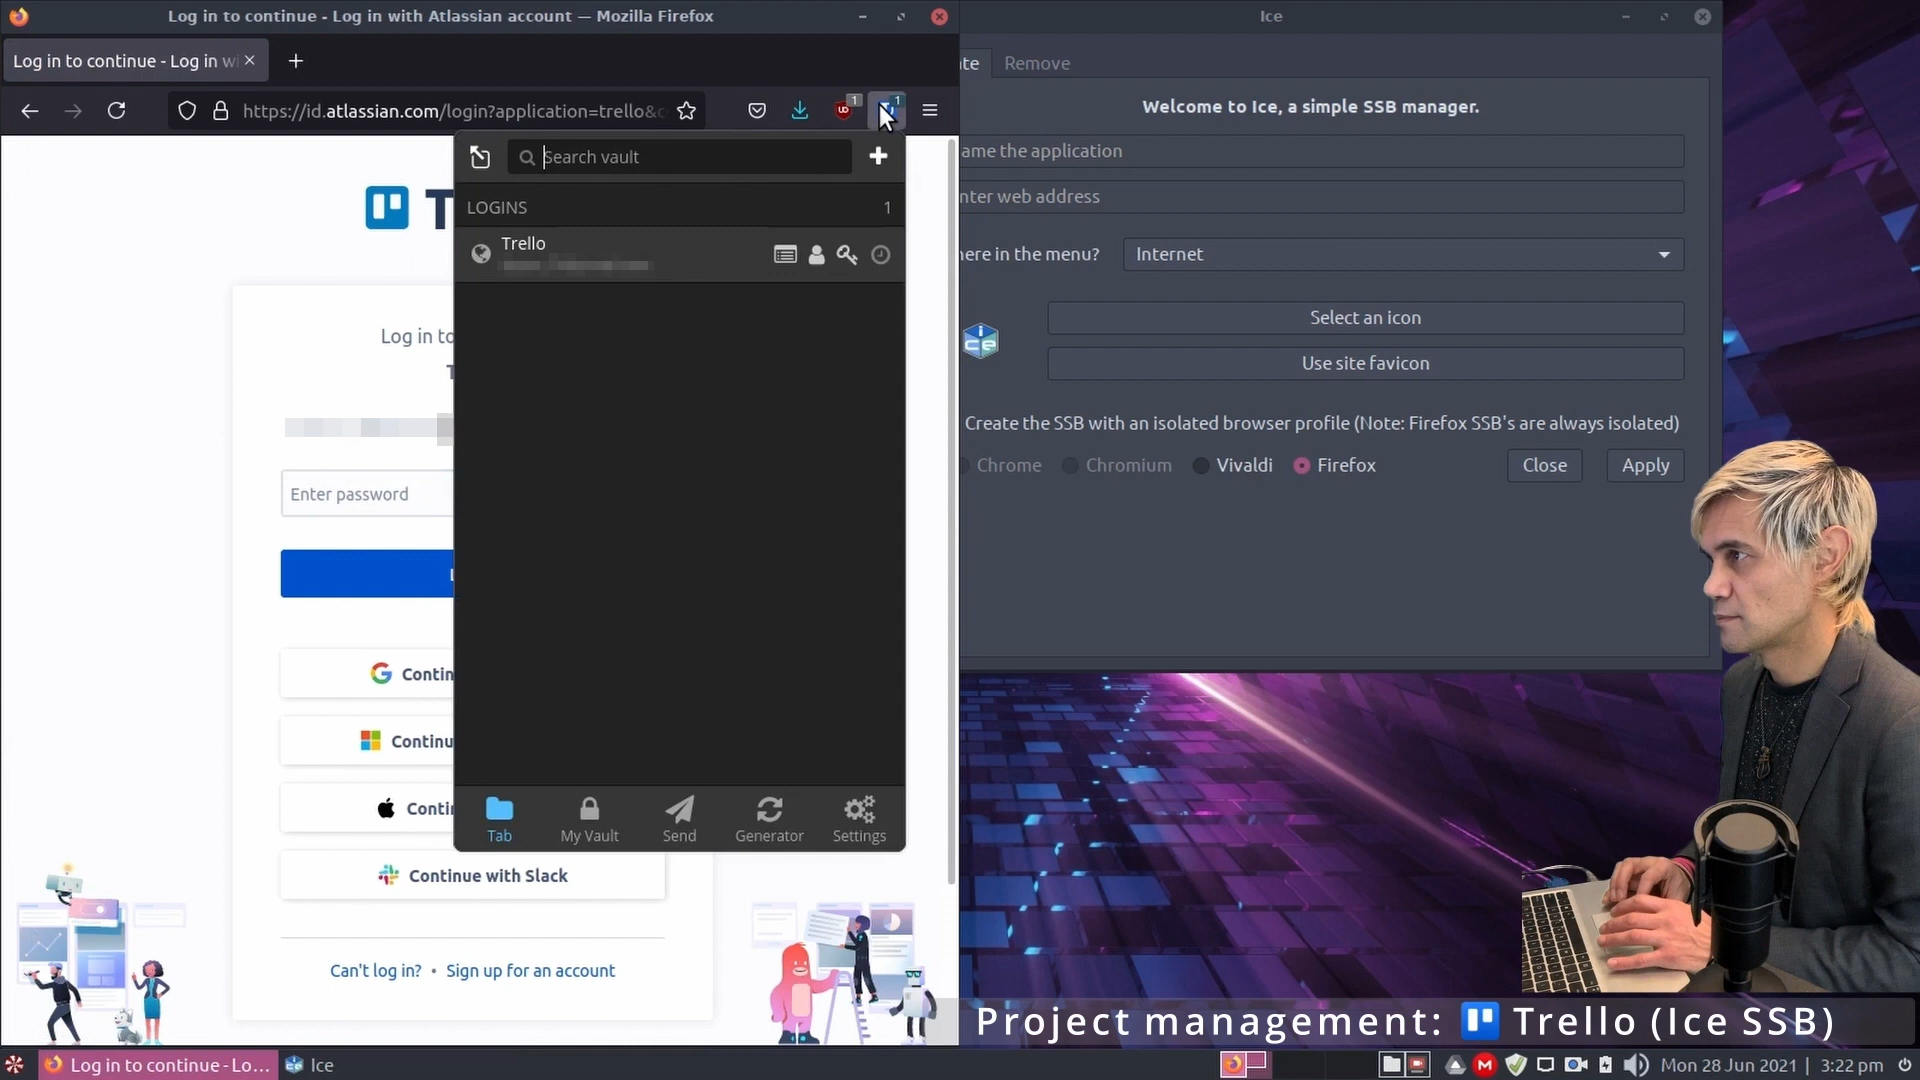 Log in to continue - Log in with Atlassian account — Mozilla Firefox
Log in to continue - Log in wi
https://id.atlassian.com/login?application=trello&c
1
1
Search vault
LOGINS
1
Trello
T
Log in to
T
Enter password
L
Contin
Continu
Conti
Continue with Slack
Can't log in? • Sign up for an account
Tab
My Vault
Send
Generator
Settings
Ice
te
Remove
Welcome to Ice, a simple SSB manager.
ame the application
nter web address
here in the menu?
Internet
ice
Select an icon
Use site favicon
Create the SSB with an isolated browser profile (Note: Firefox SSB's are always isolated)
Chrome
Chromium
Vivaldi
Firefox
Close
Apply
Project management: Trello (Ice SSB)
Log in to continue - Lo...
Ice
M
Mon 28 Jun 2021 | 3:22 pm